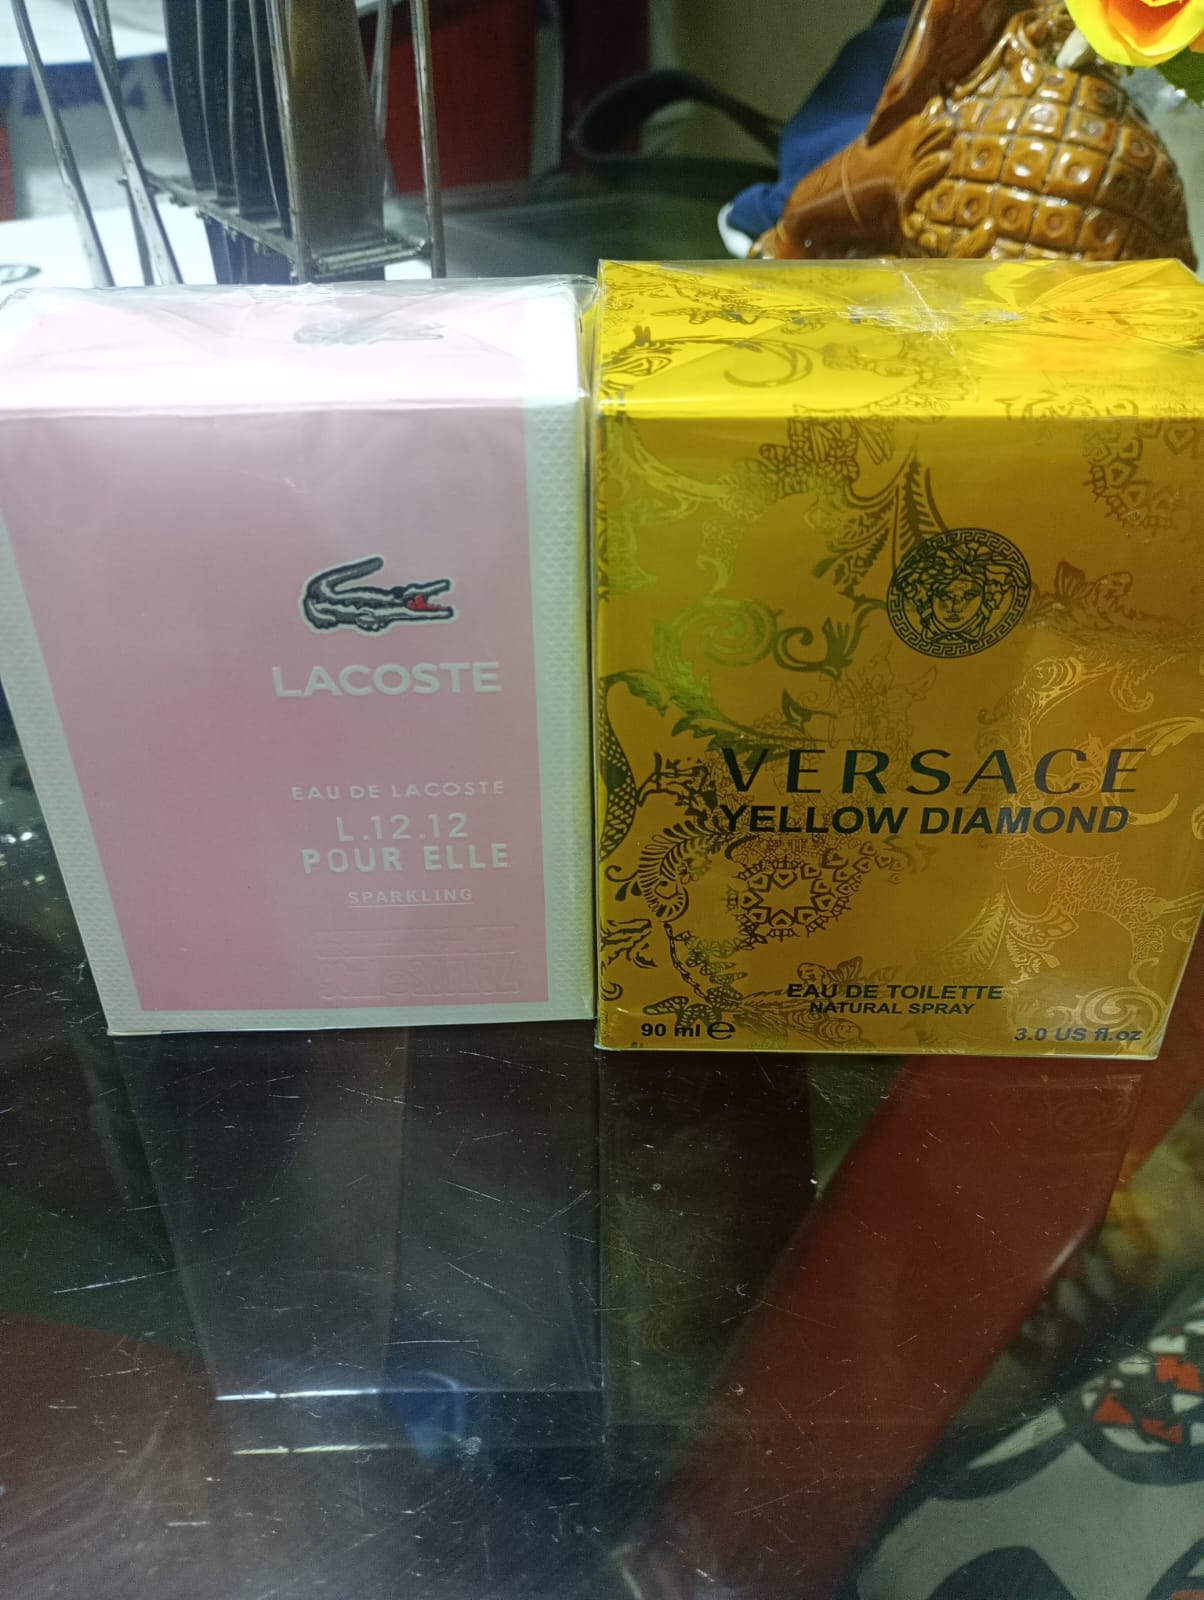 LACOSTE
EAU DE LACOSTE
L.12.12
POUR ELLE
SPARKLING
VERSACE
YELLOW DIAMOND
EAU DE TOILETTE
NATURAL SPRAY
90 ml e
3.0 US fl.oz